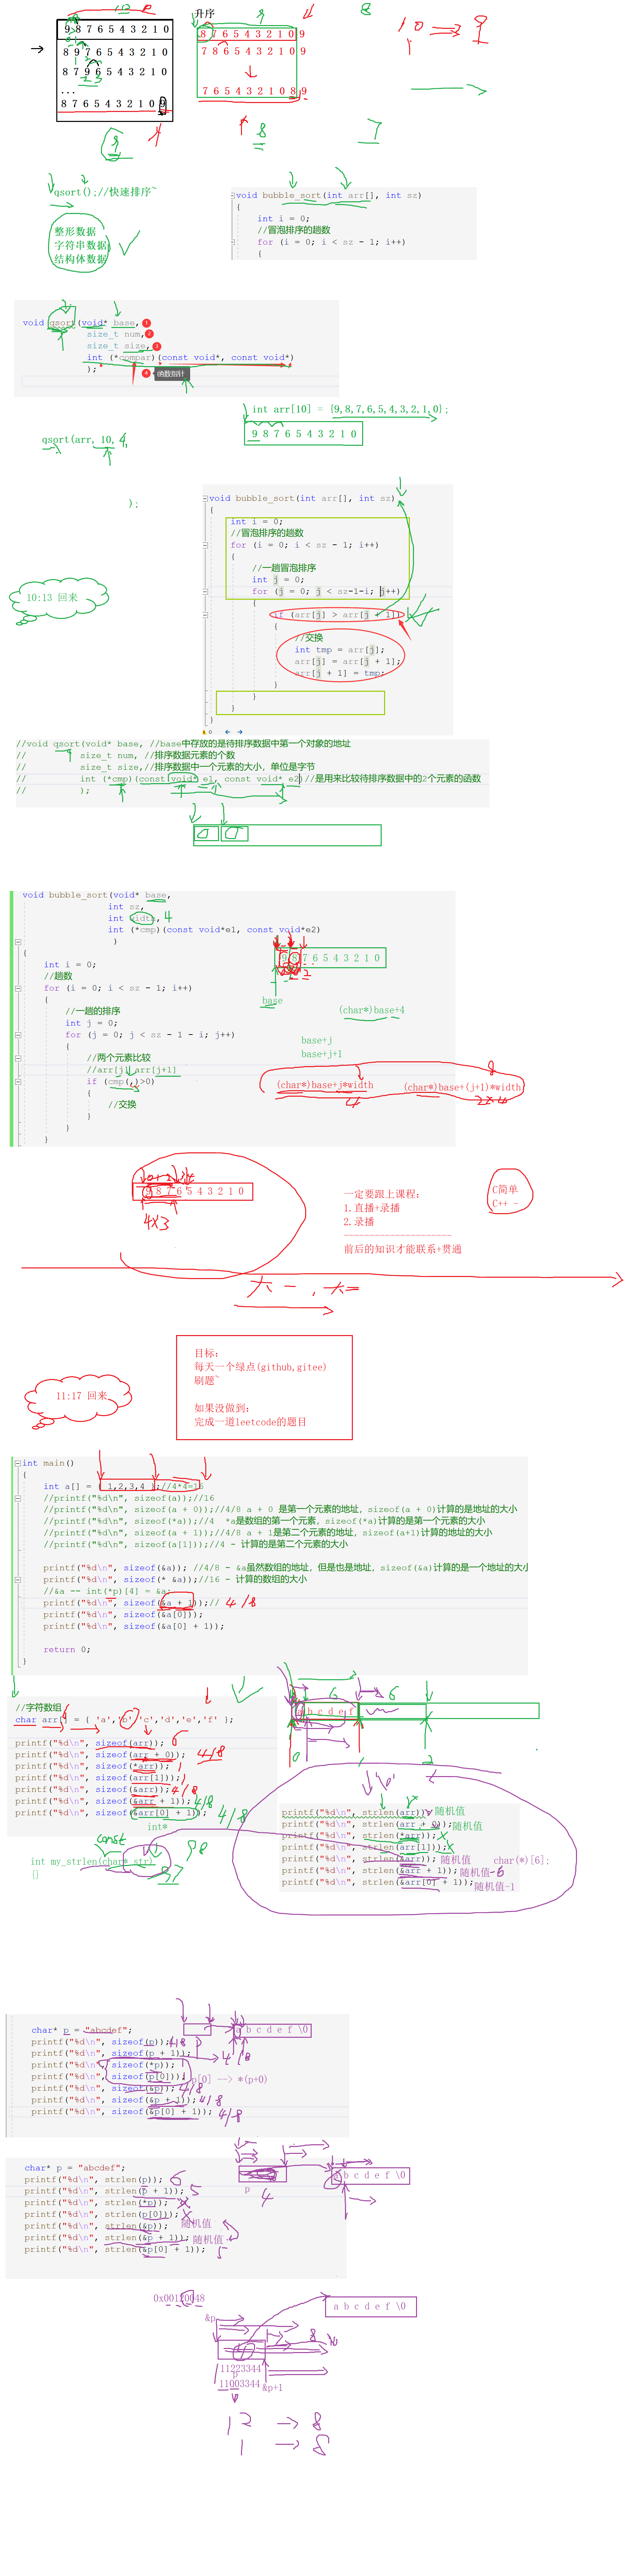 升序
9 8 7 6 5 4 3 2 1 0
8 9 7 6 5 4 3 2 1 0
8 7 9 6 5 4 3 2 1 0
...
8 7 6 5 4 3 2 1 0 9
9
8 7 6 5 4 3 2 1 0 9
7 8 6 5 4 3 2 1 0 9
7 6 5 4 3 2 1 0 8 9
8
8
7
10 => 9
qsort();//快速排序~
整形数据
字符串数据
结构体数据
void bubble_sort(int arr[], int sz)
{
int i = 0;
//冒泡排序的趟数
for (i = 0; i < sz - 1; i++)
{
void qsort(void* base, 1
size_t num, 2
size_t size, 3
int (*compar)(const void*, const void*)
4 函数指针
);
int arr[10] = {9,8,7,6,5,4,3,2,1,0};
9 8 7 6 5 4 3 2 1 0
qsort(arr, 10, 4,
);
10:13 回来
void bubble_sort(int arr[], int sz)
{
int i = 0;
//冒泡排序的趟数
for (i = 0; i < sz - 1; i++)
{
//一趟冒泡排序
int j = 0;
for (j = 0; j < sz-1-i; j++)
{
if (arr[j] > arr[j + 1])
{
//交换
int tmp = arr[j];
arr[j] = arr[j + 1];
arr[j + 1] = tmp;
}
}
}
}
//void qsort(void* base, //base中存放的是待排序数据中第一个对象的地址
// size_t num, //排序数据元素的个数
// size_t size,//排序数据中一个元素的大小，单位是字节
// int (*cmp)(const void* e1, const void* e2)//是用来比较待排序数据中的2个元素的函数
// );
void bubble_sort(void* base,
int sz,
int width, 4
int (*cmp)(const void*e1, const void*e2)
)
{
int i = 0;
//趟数
for (i = 0; i < sz - 1; i++)
{
//一趟的排序
int j = 0;
for (j = 0; j < sz - 1 - i; j++)
{
//两个元素比较
//arr[j] arr[j+1]
if (cmp(,)>0)
{
//交换
}
}
}
9 8 7 6 5 4 3 2 1 0
base
(char*)base+4
base+j
base+j+1
(char*)base+j*width
(char*)base+(j+1)*width
4
8
2*4
9 8 7 6 5 4 3 2 1 0
4X3
一定要跟上课程：
1.直播+录播
2.录播
---------------------
前后的知识才能联系+贯通
C简单
C++ -
大一，大二
目标：
每天一个绿点(github,gitee)
刷题~
如果没做到：
完成一道leetcode的题目
11:17 回来
int main()
{
int a[] = { 1,2,3,4 };//4*4=16
//printf("%d\n", sizeof(a));//16
//printf("%d\n", sizeof(a + 0));//4/8 a + 0 是第一个元素的地址，sizeof(a + 0)计算的是地址的大小
//printf("%d\n", sizeof(*a));//4 *a是数组的第一个元素，sizeof(*a)计算的是第一个元素的大小
//printf("%d\n", sizeof(a + 1));//4/8 a + 1是第二个元素的地址，sizeof(a+1)计算的地址的大小
//printf("%d\n", sizeof(a[1]));//4 - 计算的是第二个元素的大小
printf("%d\n", sizeof(&a)); //4/8 - &a虽然数组的地址，但是也是地址，sizeof(&a)计算的是一个地址的大小
printf("%d\n", sizeof(* &a));//16 - 计算的数组的大小
//&a -- int(*p)[4] = &a;
printf("%d\n", sizeof(&a + 1));// 4/8
printf("%d\n", sizeof(&a[0]));
printf("%d\n", sizeof(&a[0] + 1));
return 0;
}
//字符数组
char arr[] = { 'a','b','c','d','e','f' };
printf("%d\n", sizeof(arr)); 6
printf("%d\n", sizeof(arr + 0)); 4/8
printf("%d\n", sizeof(*arr)); 1
printf("%d\n", sizeof(arr[1])); 1
printf("%d\n", sizeof(&arr)); 4/8
printf("%d\n", sizeof(&arr + 1)); 4/8
printf("%d\n", sizeof(&arr[0] + 1)); 4/8
int*
a b c d e f
6
6
0
1
2
'\0'
printf("%d\n", strlen(arr)); 随机值
printf("%d\n", strlen(arr + 0)); 随机值
printf("%d\n", strlen(*arr)); X
printf("%d\n", strlen(arr[1])); X
printf("%d\n", strlen(&arr)); 随机值 char(*)[6];
printf("%d\n", strlen(&arr + 1)); 随机值-6
printf("%d\n", strlen(&arr[0] + 1)); 随机值-1
const
int my_strlen(char* str)
{}
98
97
char* p = "abcdef";
printf("%d\n", sizeof(p)); 4/8
printf("%d\n", sizeof(p + 1)); 4/8
printf("%d\n", sizeof(*p));
printf("%d\n", sizeof(p[0])); p[0] --> *(p+0)
printf("%d\n", sizeof(&p)); 4/8
printf("%d\n", sizeof(&p + 1)); 4/8
printf("%d\n", sizeof(&p[0] + 1)); 4/8
p
a b c d e f \0
char* p = "abcdef";
printf("%d\n", strlen(p)); 6
printf("%d\n", strlen(p + 1)); 5
printf("%d\n", strlen(*p)); X
printf("%d\n", strlen(p[0])); X
printf("%d\n", strlen(&p)); 随机值
printf("%d\n", strlen(&p + 1)); 随机值
printf("%d\n", strlen(&p[0] + 1)); 5
p
4
a b c d e f \0
0x00120048
&p
a b c d e f \0
11223344
p
11003344
&p+1
12 -> 8
1 -> 8